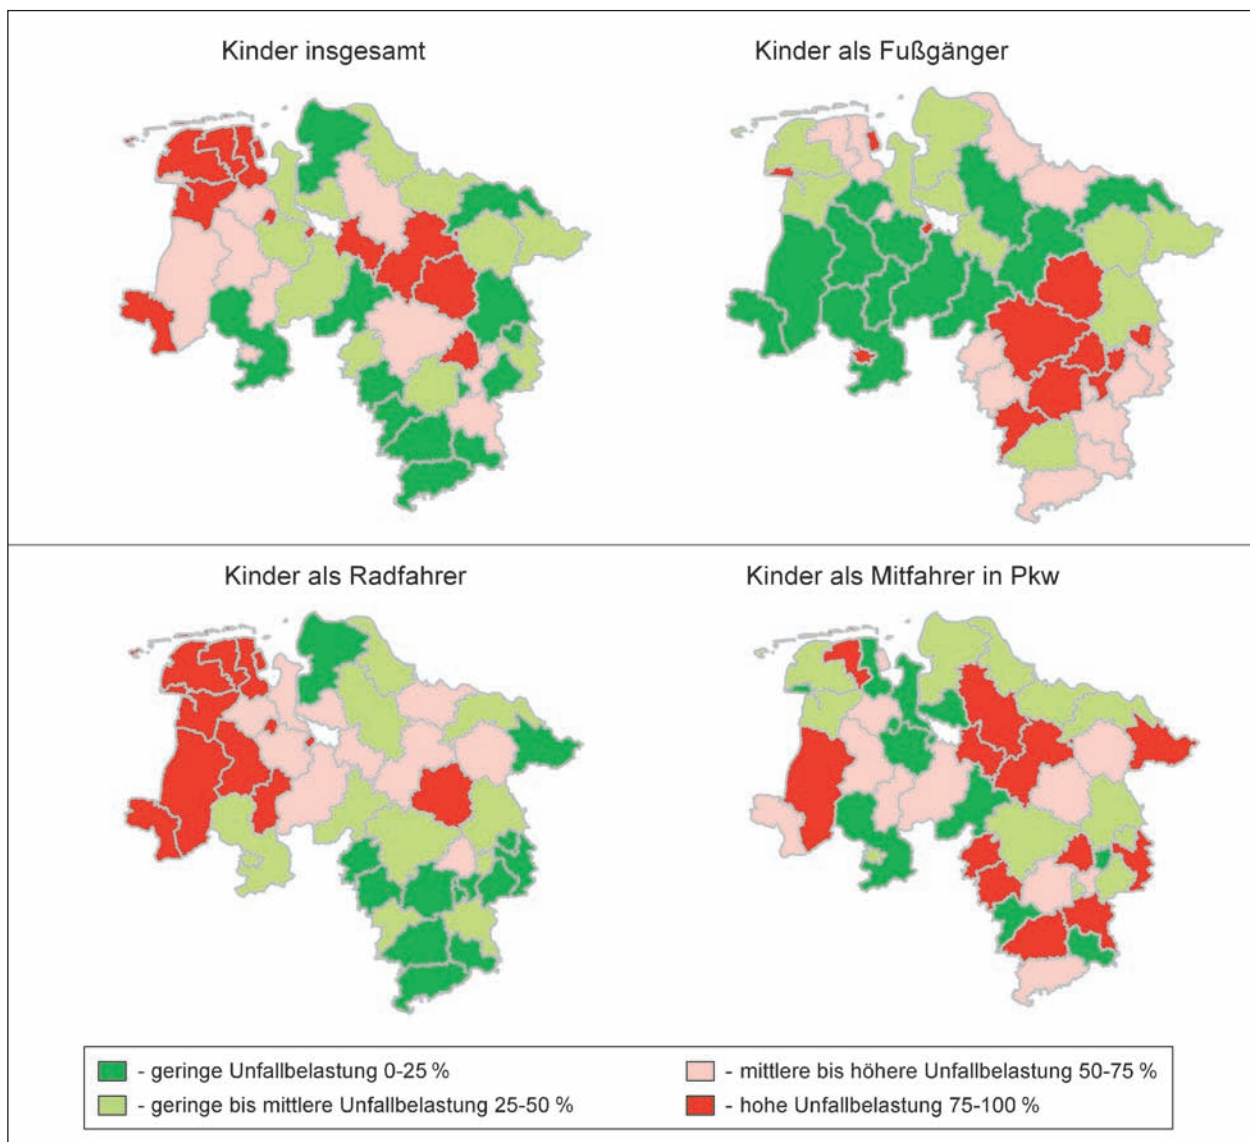 Kinder insgesamt
Kinder als Fußgänger
Kinder als Radfahrer
Kinder als Mitfahrer in Pkw
- geringe Unfallbelastung 0-25 %
- mittlere bis höhere Unfallbelastung 50-75 %
- geringe bis mittlere Unfallbelastung 25-50 %
- hohe Unfallbelastung 75-100 %